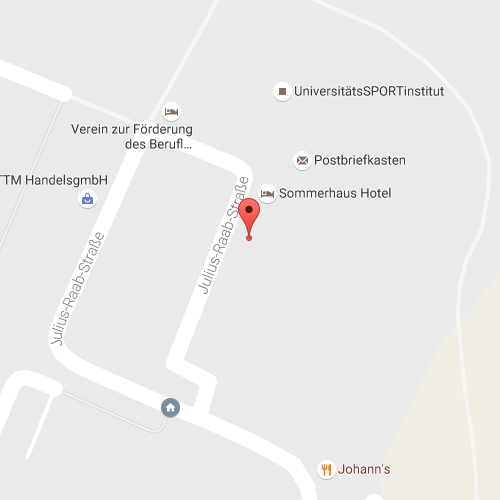 UniversitätsSPORTinstitut
Verein zur Förderung
des Berufl...
Postbriefkasten
TTM HandelsgmbH
Sommerhaus Hotel
Julius-Raab-Straße
Julius-Raab-Straße
Johann's